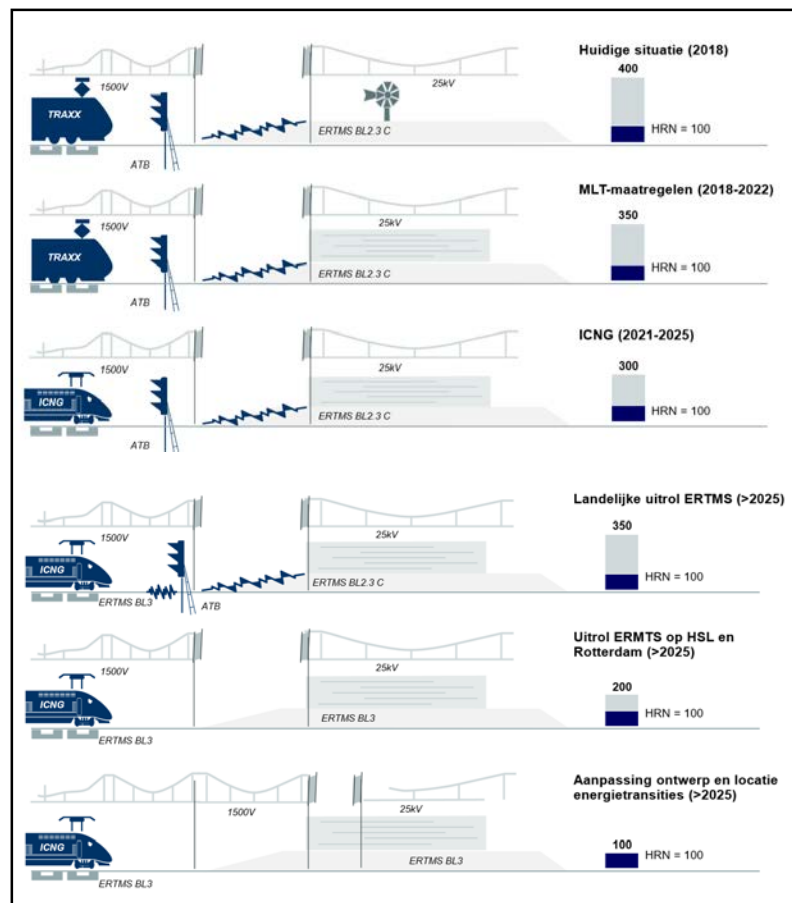 Huidige situatie (2018)
400
1500V
25kV
TRAXX
HRN = 100
ERTMS BL2.3 C
ATB
MLT-maatregelen (2018-2022)
350
1500V
25kV
TRAXX
HRN = 100
ERTMS BL2.3 C
ATB
ICNG (2021-2025)
300
1500V
25kV
ICNG
HRN = 100
ERTMS BL2.3 C
ATB
Landelijke uitrol ERTMS (>2025)
350
1500V
25kV
ICNG
HRN = 100
ERTMS BL2.3 C
ERTMS BL3
ATB
Uitrol ERMTS op HSL en
Rotterdam (>2025)
1500V
25kV
200
ICNG
HRN = 100
ERTMS BL3
ERTMS BL3
Aanpassing ontwerp en locatie
energietransities (>2025)
1500V
25kV
100
ICNG
HRN = 100
ERTMS BL3
ERTMS BL3